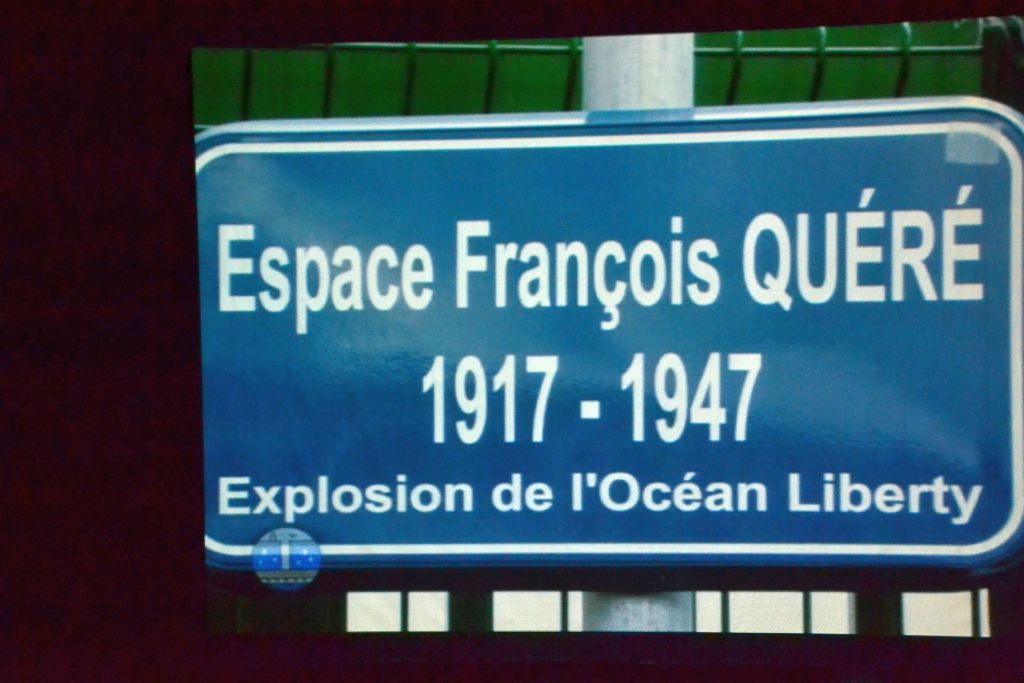 Espace François QUÉRÉ
1917 - 1947
Explosion de l'Océan Liberty